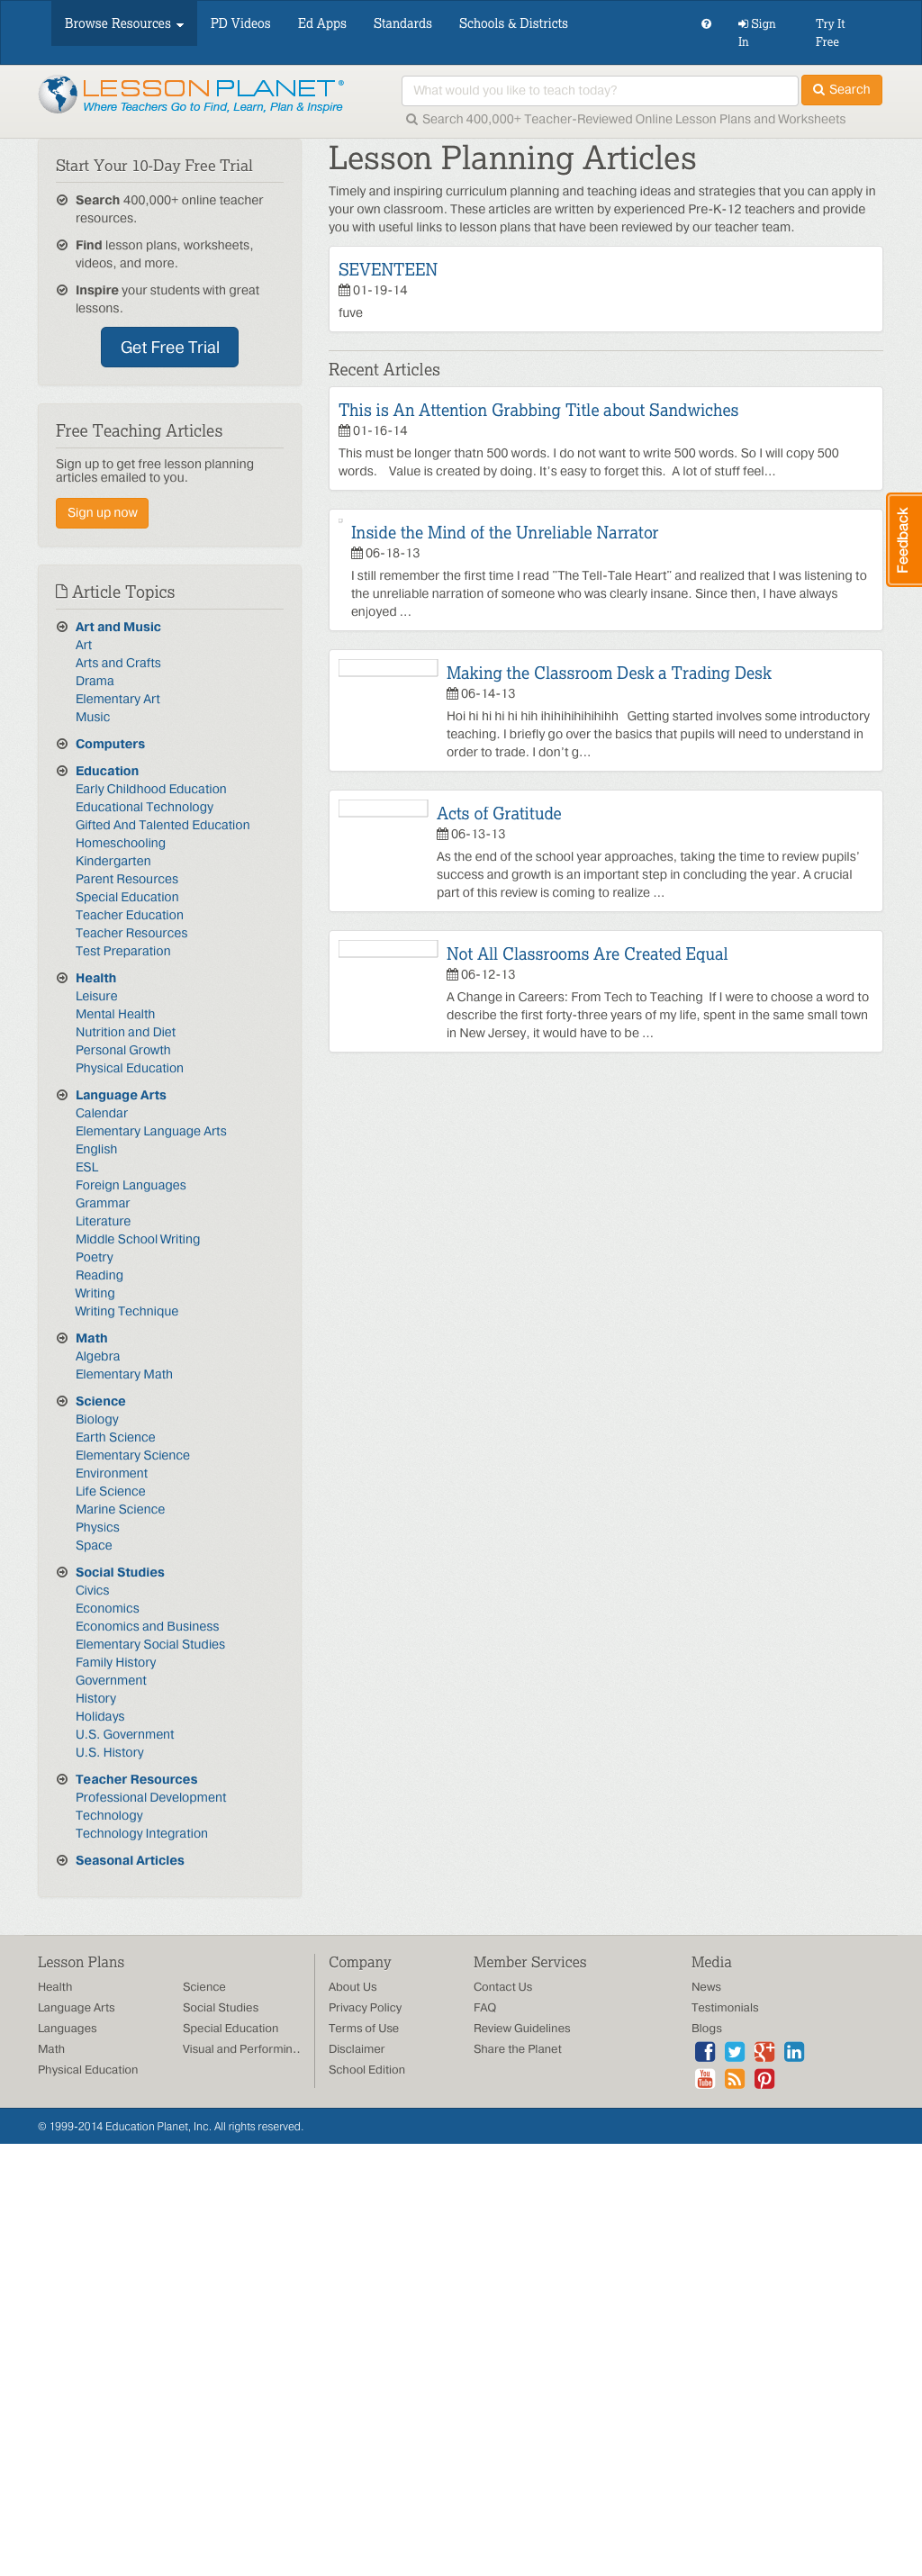 Browse Resources
PD Videos
Ed Apps
Standards
Schools & Districts
Sign In
Try It Free
LESSONPLANET®
Where Teachers Go to Find, Learn, Plan & Inspire
What would you like to teach today?
Search
Search 400,000+ Teacher-Reviewed Online Lesson Plans and Worksheets
Start Your 10-Day Free Trial
Search 400,000+ online teacher
resources.
Find lesson plans, worksheets,
videos, and more.
Inspire your students with great
lessons.
Get Free Trial
Free Teaching Articles
Sign up to get free lesson planning
articles emailed to you.
Sign up now
Article Topics
Art and Music
Art
Arts and Crafts
Drama
Elementary Art
Music
Computers
Education
Early Childhood Education
Educational Technology
Gifted And Talented Education
Homeschooling
Kindergarten
Parent Resources
Special Education
Teacher Education
Teacher Resources
Test Preparation
Health
Leisure
Mental Health
Nutrition and Diet
Personal Growth
Physical Education
Language Arts
Calendar
Elementary Language Arts
English
ESL
Foreign Languages
Grammar
Literature
Middle School Writing
Poetry
Reading
Writing
Writing Technique
Math
Algebra
Elementary Math
Science
Biology
Earth Science
Elementary Science
Environment
Life Science
Marine Science
Physics
Space
Social Studies
Civics
Economics
Economics and Business
Elementary Social Studies
Family History
Government
History
Holidays
U.S. Government
U.S. History
Teacher Resources
Professional Development
Technology
Technology Integration
Seasonal Articles
Lesson Planning Articles
Timely and inspiring curriculum planning and teaching ideas and strategies that you can apply in
your own classroom. These articles are written by experienced Pre-K-12 teachers and provide
you with useful links to lesson plans that have been reviewed by our teacher team.
SEVENTEEN
01-19-14
fuve
Recent Articles
This is An Attention Grabbing Title about Sandwiches
01-16-14
This must be longer thatn 500 words. I do not want to write 500 words. So I will copy 500
words. Value is created by doing. It's easy to forget this. A lot of stuff feel...
Inside the Mind of the Unreliable Narrator
06-18-13
I still remember the first time I read "The Tell-Tale Heart" and realized that I was listening to
the unreliable narration of someone who was clearly insane. Since then, I have always
enjoyed ...
Making the Classroom Desk a Trading Desk
06-14-13
Hoi hi hi hi hi hih ihihihihihihihh Getting started involves some introductory
teaching. I briefly go over the basics that pupils will need to understand in
order to trade. I don't g...
Acts of Gratitude
06-13-13
As the end of the school year approaches, taking the time to review pupils'
success and growth is an important step in concluding the year. A crucial
part of this review is coming to realize ...
Not All Classrooms Are Created Equal
06-12-13
A Change in Careers: From Tech to Teaching If I were to choose a word to
describe the first forty-three years of my life, spent in the same small town
in New Jersey, it would have to be ...
Feedback
Lesson Plans
Health
Language Arts
Languages
Math
Physical Education
Science
Social Studies
Special Education
Visual and Performin..
Company
About Us
Privacy Policy
Terms of Use
Disclaimer
School Edition
Member Services
Contact Us
FAQ
Review Guidelines
Share the Planet
Media
News
Testimonials
Blogs
© 1999-2014 Education Planet, Inc. All rights reserved.